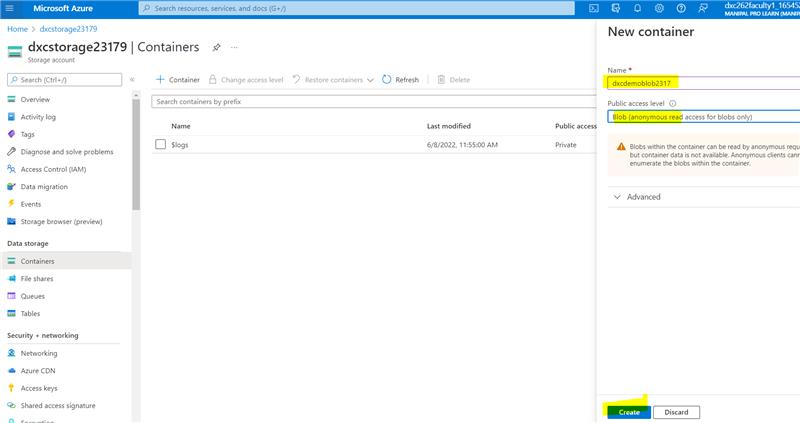 Microsoft Azure
Search resources, services, and docs (G+/)
dxc262faculty1_16545
MANIPAL PRO LEARN (MANIP
Home > dxcstorage23179
dxcstorage23179 | Containers
Storage account
Search (Ctrl+/)
Overview
Activity log
Tags
Diagnose and solve problems
Access Control (IAM)
Data migration
Events
Storage browser (preview)
Data storage
Containers
File shares
Queues
Tables
Security + networking
Networking
Azure CDN
Access keys
Shared access signature
Encryption
+ Container
Change access level
Restore containers
Refresh
Delete
Search containers by prefix
Name Last modified Public access
$logs 6/8/2022, 11:55:00 AM Private
New container
Name *
dxcdemoblob2317
Public access level
Blob (anonymous read access for blobs only)
Blobs within the container can be read by anonymous requ
but container data is not available. Anonymous clients cann
enumerate the blobs within the container.
Advanced
Create Discard